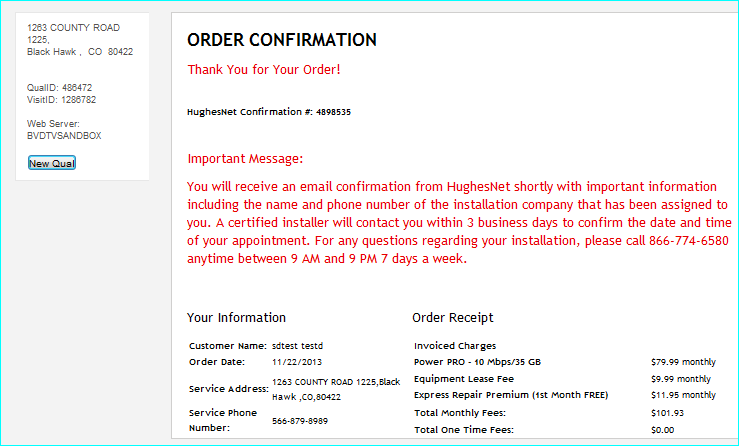 1263 COUNTY ROAD
1225,
Black Hawk , CO 80422
QualID: 486472
VisitID: 1286782
Web Server:
BVDTVSANDBOX
New Qual
ORDER CONFIRMATION
Thank You for Your Order!
HughesNet Confirmation #: 4898535
Important Message:
You will receive an email confirmation from HughesNet shortly with important information
including the name and phone number of the installation company that has been assigned to
you. A certified installer will contact you within 3 business days to confirm the date and time
of your appointment. For any questions regarding your installation, please call 866-774-6580
anytime between 9 AM and 9 PM 7 days a week.
Your Information
Customer Name: sdtest testd
Order Date: 11/22/2013
Service Address: 1263 COUNTY ROAD 1225,Black
Hawk ,CO,80422
Service Phone
Number: 566-879-8989
Order Receipt
Invoiced Charges
Power PRO - 10 Mbps/35 GB $79.99 monthly
Equipment Lease Fee $9.99 monthly
Express Repair Premium (1st Month FREE) $11.95 monthly
Total Monthly Fees: $101.93
Total One Time Fees: $0.00